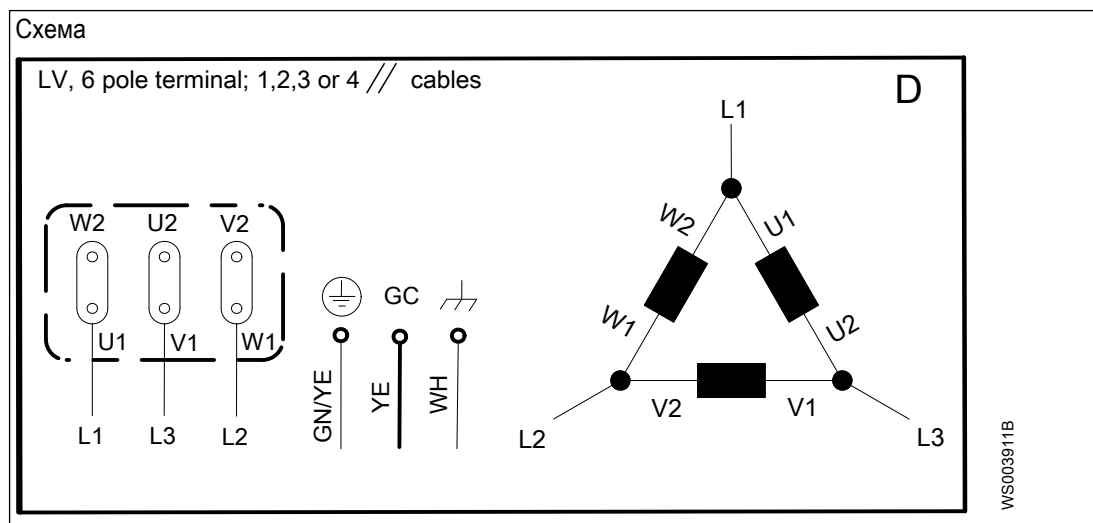 Схема
LV, 6 pole terminal; 1,2,3 or 4 // cables
D
W2 U2 V2
U1 V1 W1
L1 L3 L2
GC
GN/YE
YE
WH
L1
W2 U1
W1 U2
V2 V1
L2 L3
WS003911B